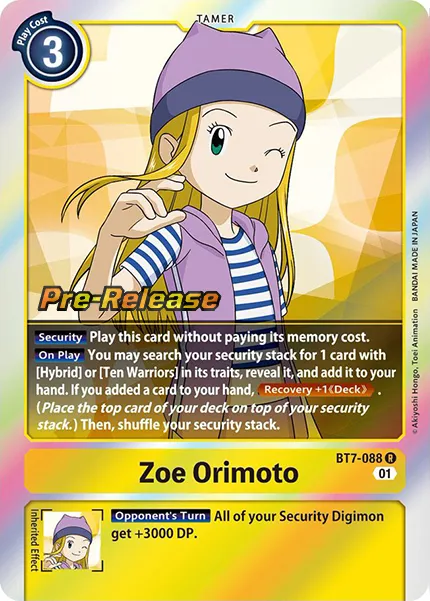 TAMER
Play Cost
3
Pre-Release
Security Play this card without paying its memory cost.
On Play You may search your security stack for 1 card with
[Hybrid] or [Ten Warriors] in its traits, reveal it, and add it to your
hand. If you added a card to your hand, Recovery +1《Deck》.
(Place the top card of your deck on top of your security
stack.) Then, shuffle your security stack.
©Akiyoshi Hongo, Toei Animation BANDAI MADE IN JAPAN
BT7-088 R
Zoe Orimoto
01
Inherited Effect
Opponent's Turn All of your Security Digimon
get +3000 DP.